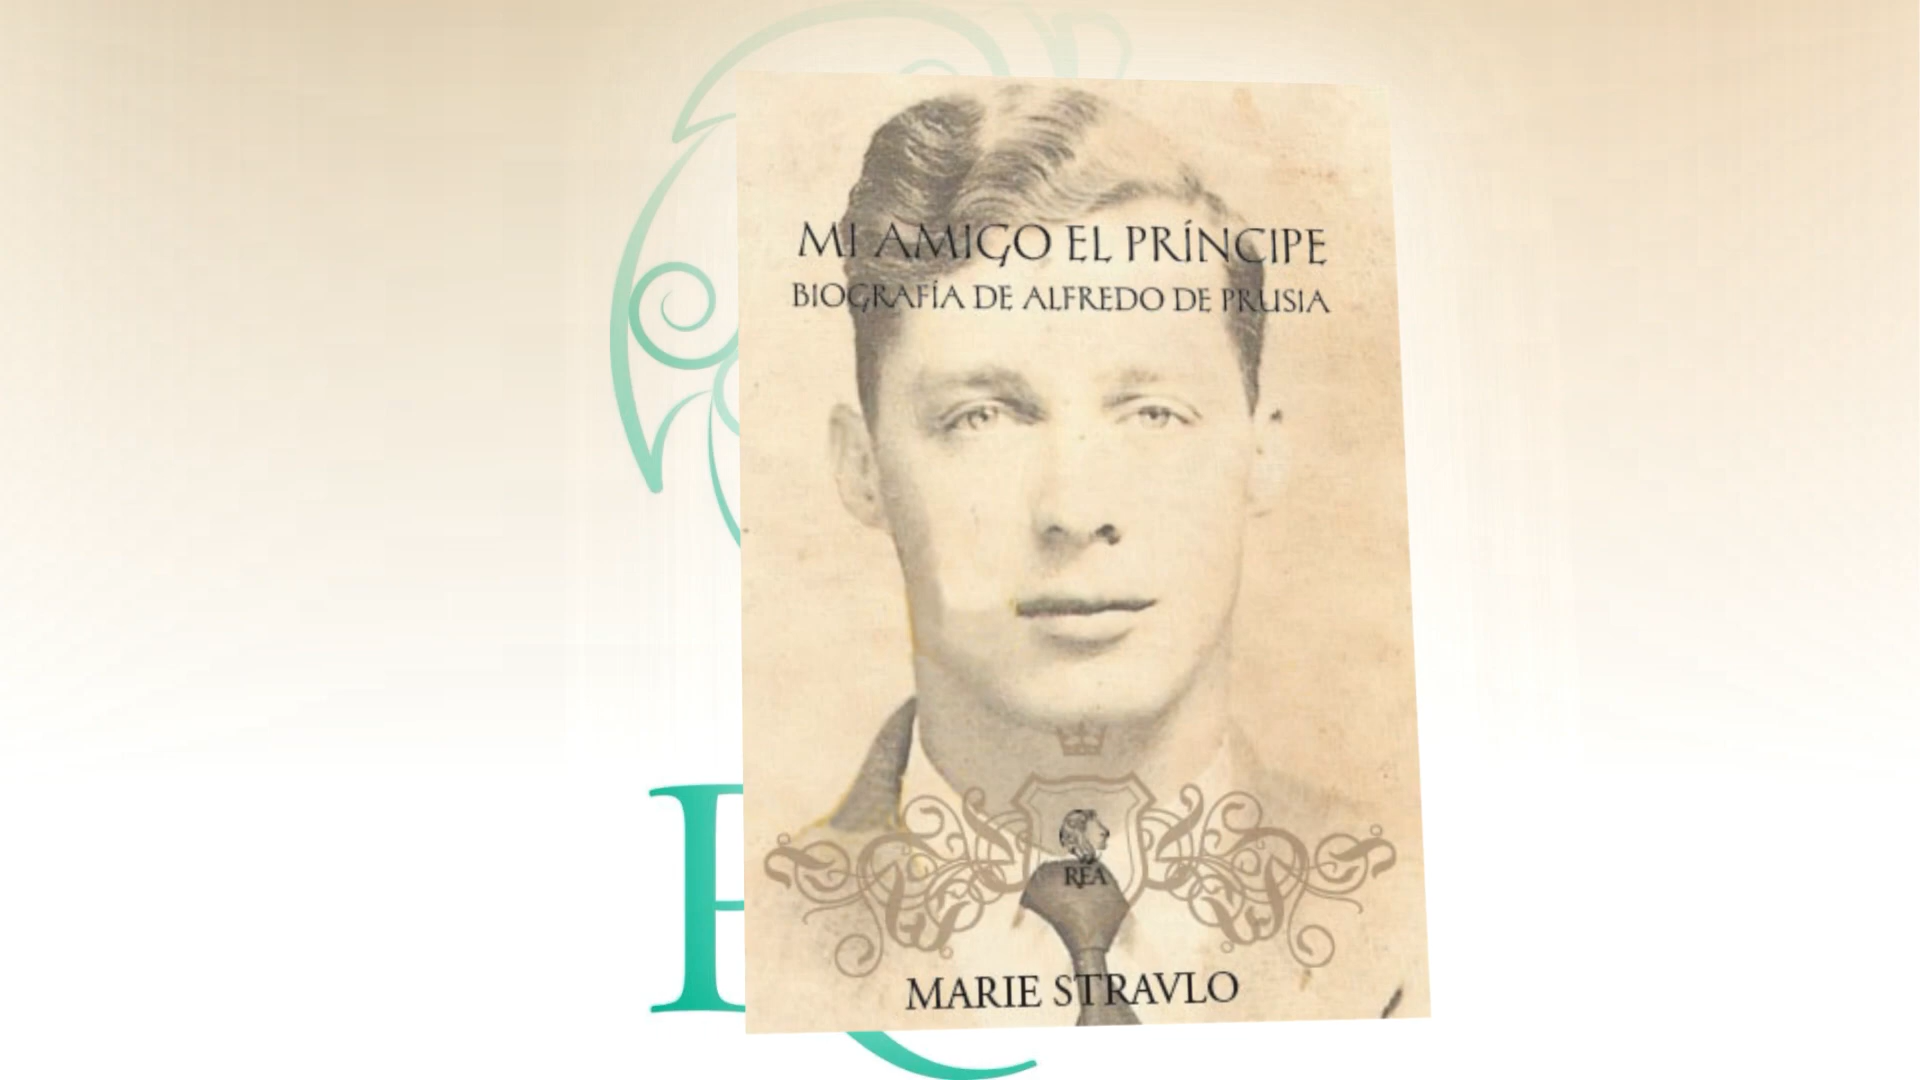 MI AMIGO EL PRÍNCIPE
BIOGRAFÍA DE ALFREDO DE PRUSIA
REA
MARIE STRAVLO